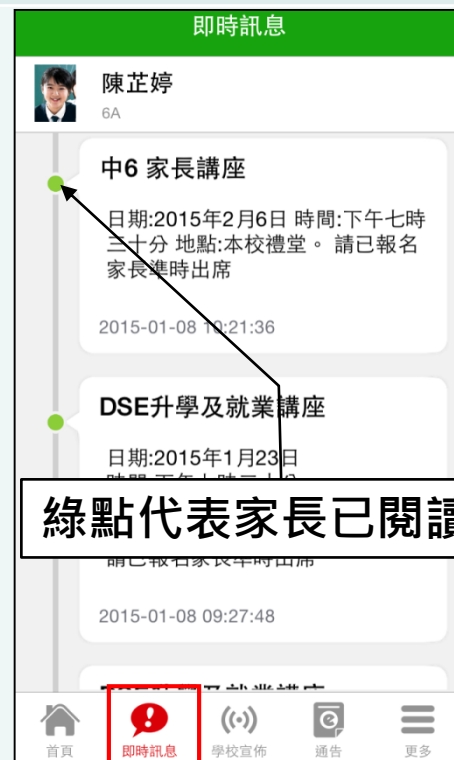 即時訊息
陳芷婷
6A
中6 家長講座
日期:2015年2月6日 時間:下午七時
三十分 地點:本校禮堂。 請已報名
家長準時出席
2015-01-08 10:21:36
DSE升學及就業講座
日期:2015年1月23日
綠點代表家長已閱讀
請已報名家長準時出席
2015-01-08 09:27:48
首頁
即時訊息
學校宣佈
通告
更多